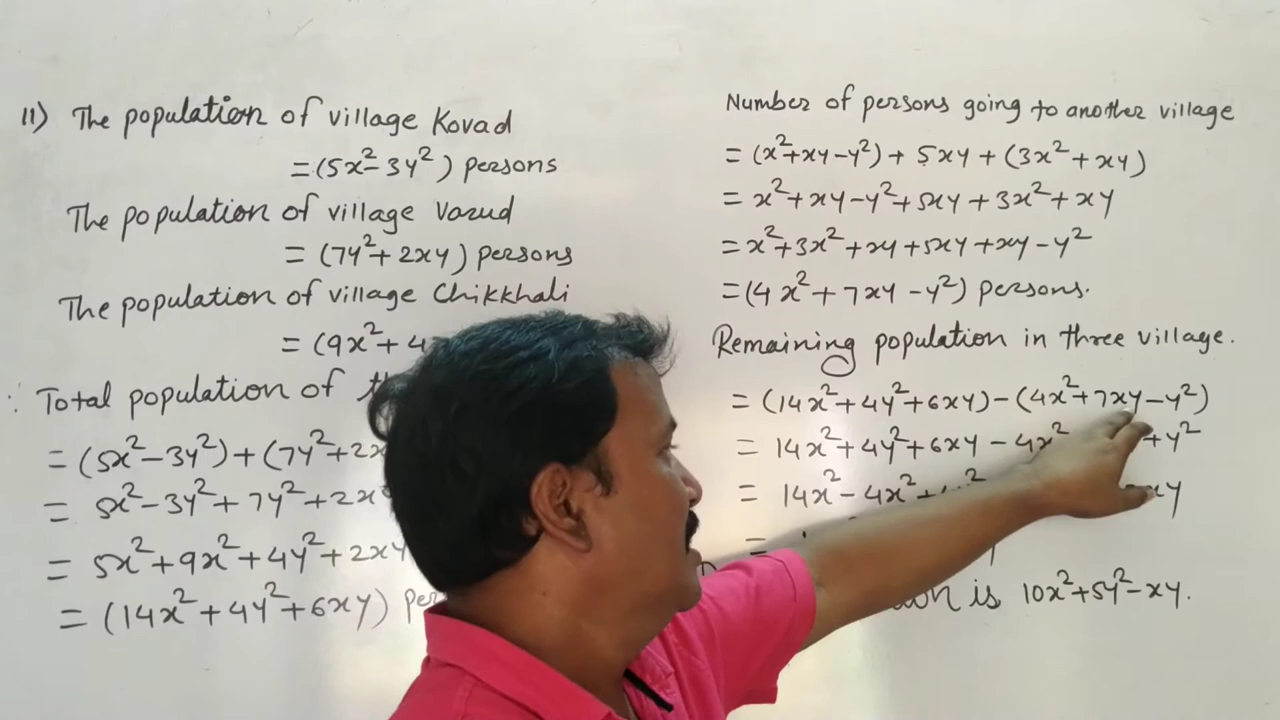 11) The population of village Kovad
= (5x² - 3y²) persons
The population of village Varud
= (7y² + 2xy) persons
The population of village Chikkhali
= (9x² + 4
∴ Total population of
= (5x² - 3y²) + (7y² + 2x
= 5x² - 3y² + 7y² + 2x
= 5x² + 9x² + 4y² + 2xy
= (14x² + 4y² + 6xy) per
Number of persons going to another village
= (x² + xy - y²) + 5xy + (3x² + xy)
= x² + xy - y² + 5xy + 3x² + xy
= x² + 3x² + xy + 5xy + xy - y²
= (4x² + 7xy - y²) persons.
Remaining population in three village.
= (14x² + 4y² + 6xy) - (4x² + 7xy - y²)
= 14x² + 4y² + 6xy - 4x² + y²
= 14x² - 4x² + xy
=
is 10x² + 5y² - xy.